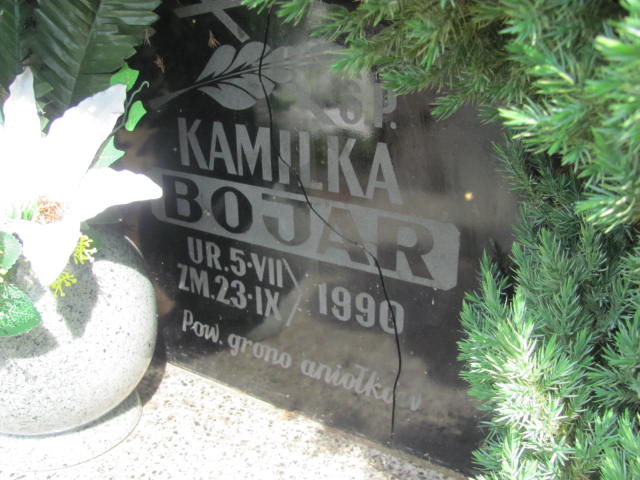 Ś.P.
KAMILKA
BOJAR
UR.5·VII
ZM.23·IX
1990
Pow. grono aniołków